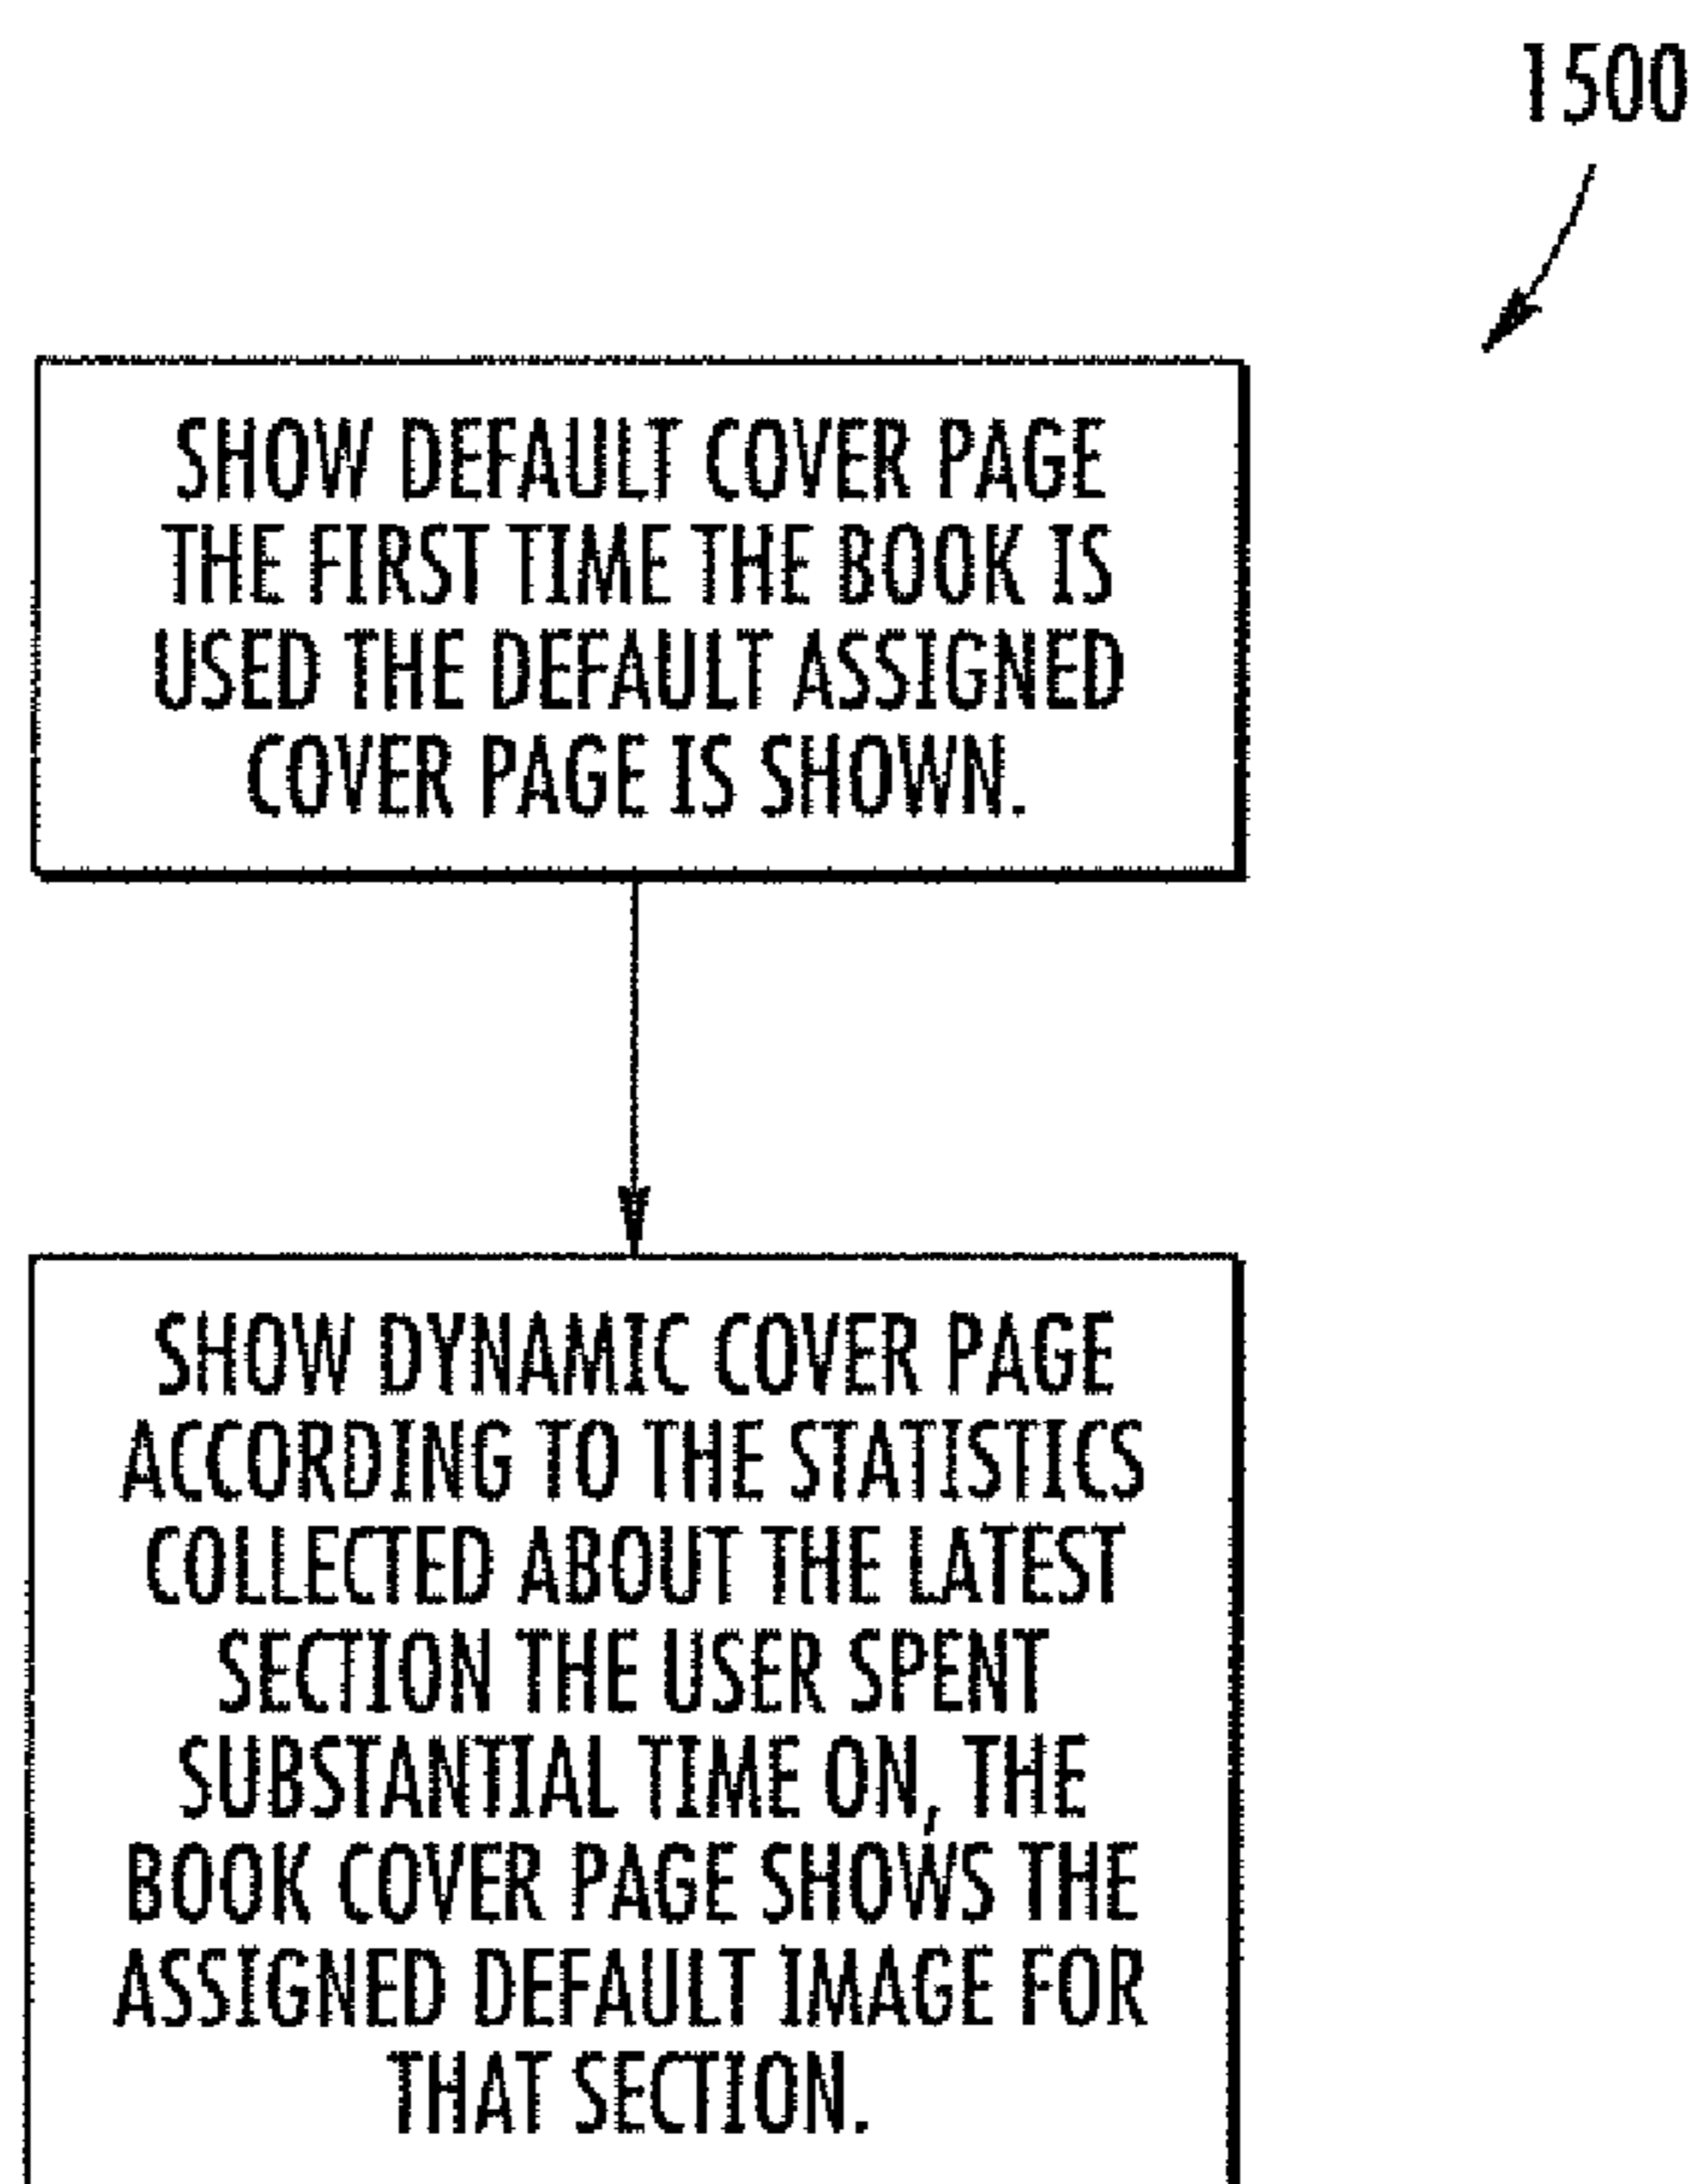 1500
SHOW DEFAULT COVER PAGE
THE FIRST TIME THE BOOK IS
USED THE DEFAULT ASSIGNED
COVER PAGE IS SHOWN.
SHOW DYNAMIC COVER PAGE
ACCORDING TO THE STATISTICS
COLLECTED ABOUT THE LATEST
SECTION THE USER SPENT
SUBSTANTIAL TIME ON, THE
BOOK COVER PAGE SHOWS THE
ASSIGNED DEFAULT IMAGE FOR
THAT SECTION.